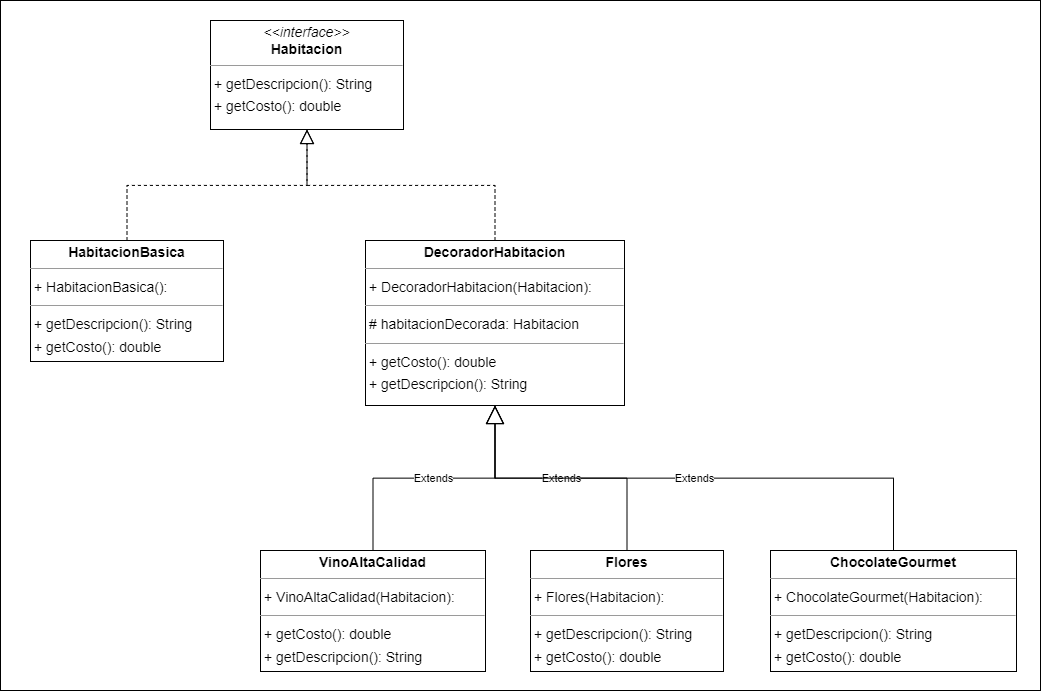 <<interface>>
Habitacion
+ getDescripcion(): String
+ getCosto(): double
HabitacionBasica
+ HabitacionBasica():
+ getDescripcion(): String
+ getCosto(): double
DecoradorHabitacion
+ DecoradorHabitacion(Habitacion):
# habitacionDecorada: Habitacion
+ getCosto(): double
+ getDescripcion(): String
Extends
Extends
Extends
VinoAltaCalidad
+ VinoAltaCalidad(Habitacion):
+ getCosto(): double
+ getDescripcion(): String
Flores
+ Flores(Habitacion):
+ getDescripcion(): String
+ getCosto(): double
ChocolateGourmet
+ ChocolateGourmet(Habitacion):
+ getDescripcion(): String
+ getCosto(): double